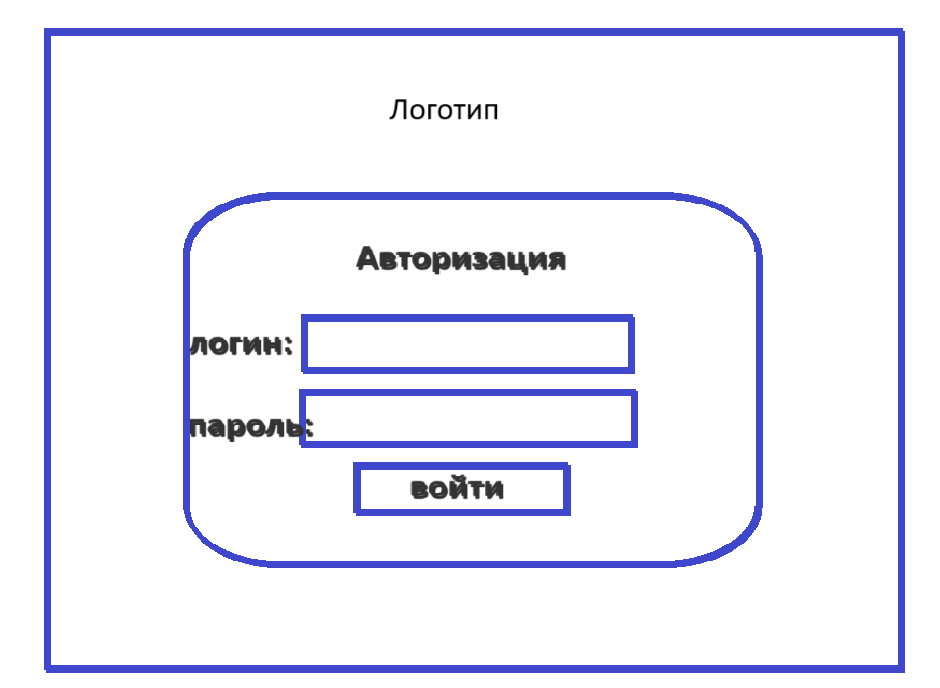 Логотип
Авторизация
логин:
пароль:
войти